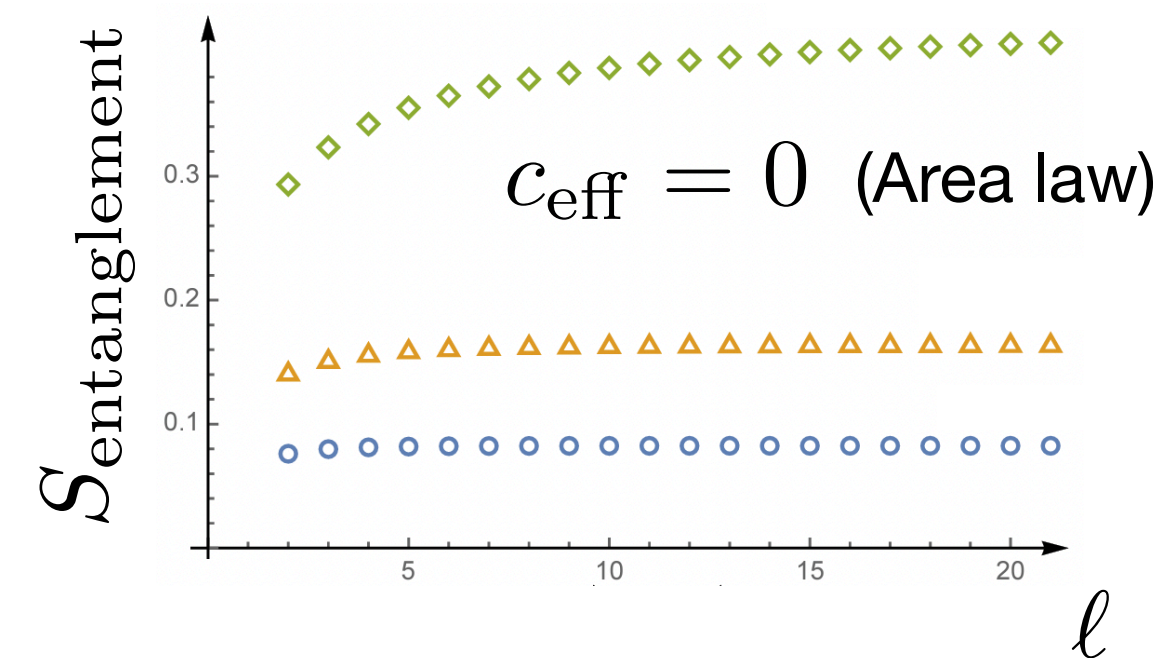 S_entanglement
0.3
0.2
0.1
c_eff = 0 (Area law)
5 10 15 20
ℓ